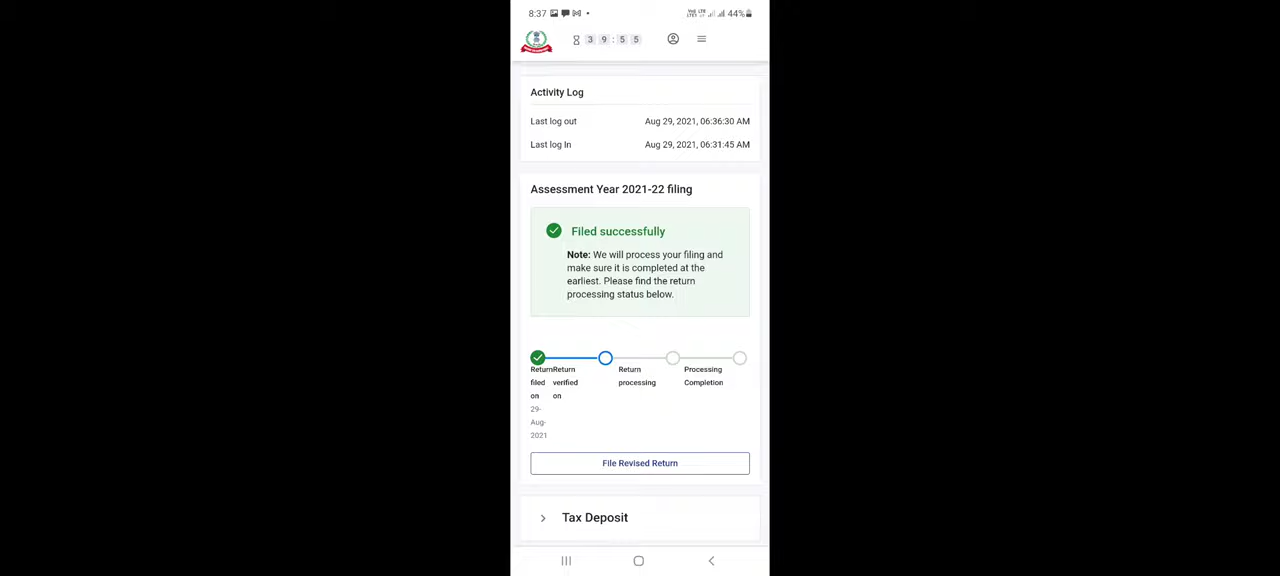 8:37 44%
3 9 : 5 5
Activity Log
Last log out Aug 29, 2021, 06:36:30 AM
Last log In Aug 29, 2021, 06:31:45 AM
Assessment Year 2021-22 filing
Filed successfully
Note: We will process your filing and
make sure it is completed at the
earliest. Please find the return
processing status below.
Return Return Return Processing
filed verified processing Completion
on on
29-
Aug-
2021
File Revised Return
Tax Deposit